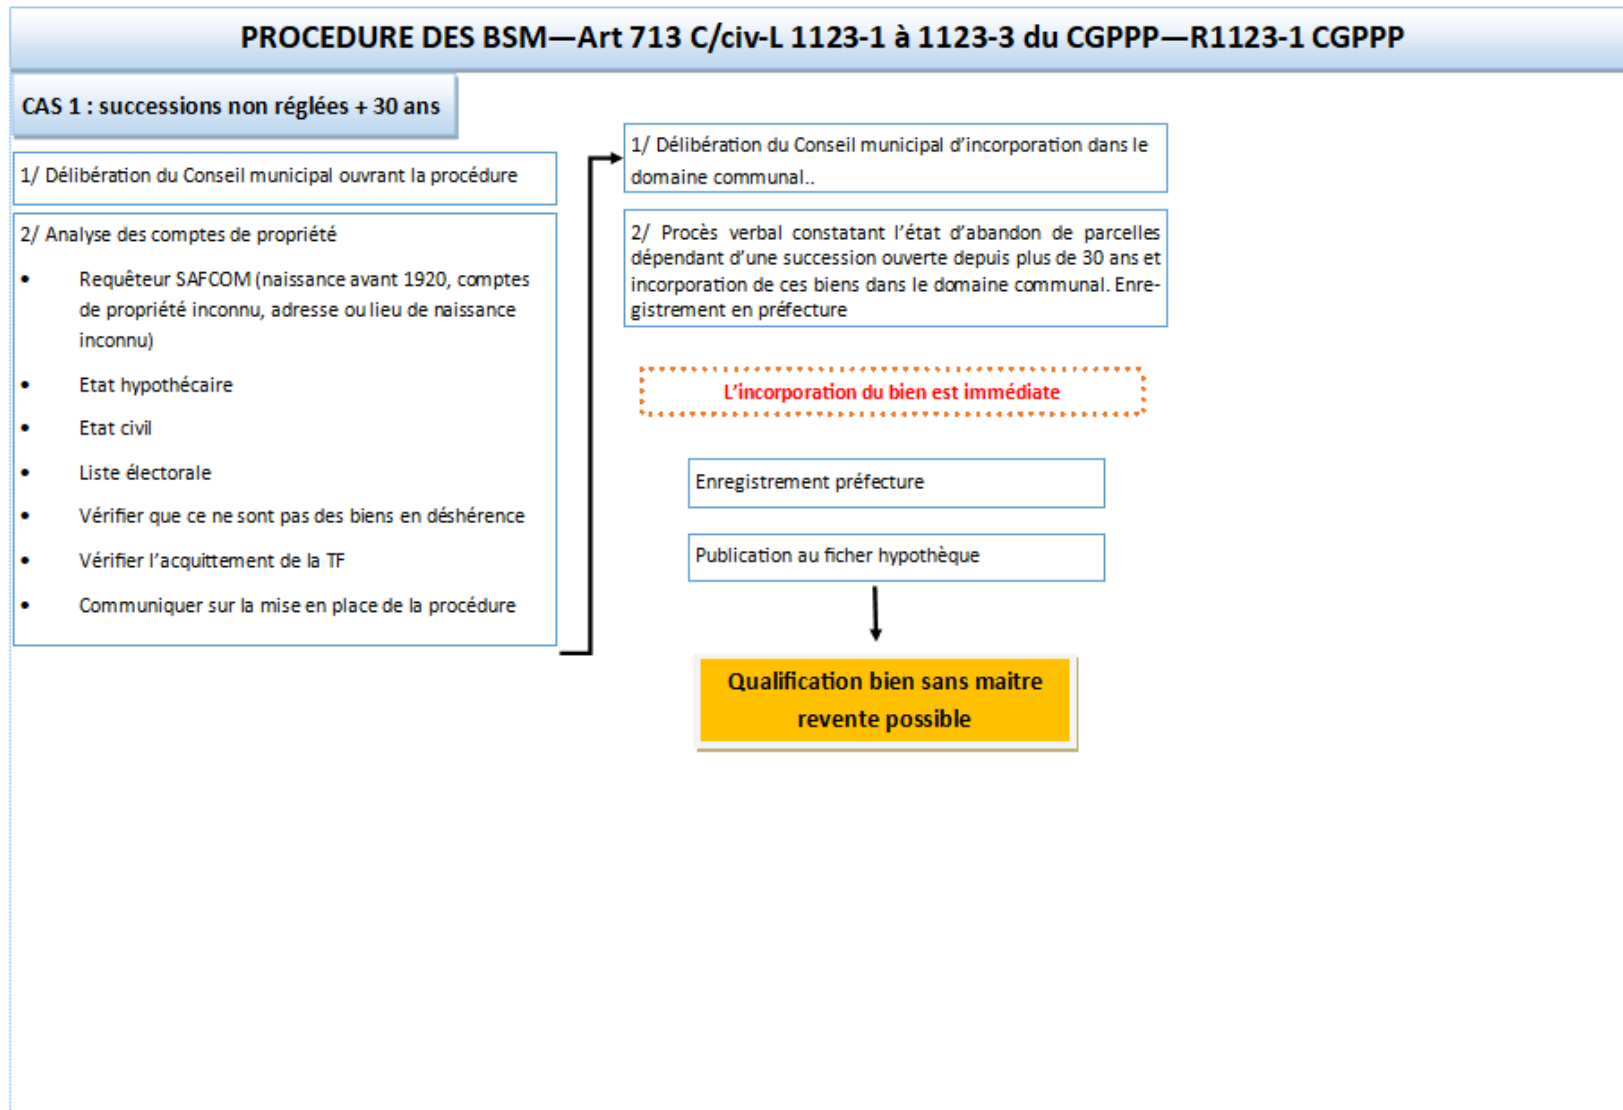 PROCEDURE DES BSM—Art 713 C/civ-L 1123-1 à 1123-3 du CGPPP—R1123-1 CGPPP
CAS 1 : successions non réglées + 30 ans
1/ Délibération du Conseil municipal ouvrant la procédure
2/ Analyse des comptes de propriété
• Requêteur SAFCOM (naissance avant 1920, comptes
de propriété inconnu, adresse ou lieu de naissance
inconnu)
• Etat hypothécaire
• Etat civil
• Liste électorale
• Vérifier que ce ne sont pas des biens en déshérence
• Vérifier l’acquittement de la TF
• Communiquer sur la mise en place de la procédure
1/ Délibération du Conseil municipal d’incorporation dans le
domaine communal..
2/ Procès verbal constatant l’état d’abandon de parcelles
dépendant d’une succession ouverte depuis plus de 30 ans et
incorporation de ces biens dans le domaine communal. Enre-
gistrement en préfecture
L’incorporation du bien est immédiate
Enregistrement préfecture
Publication au ficher hypothèque
Qualification bien sans maitre
revente possible